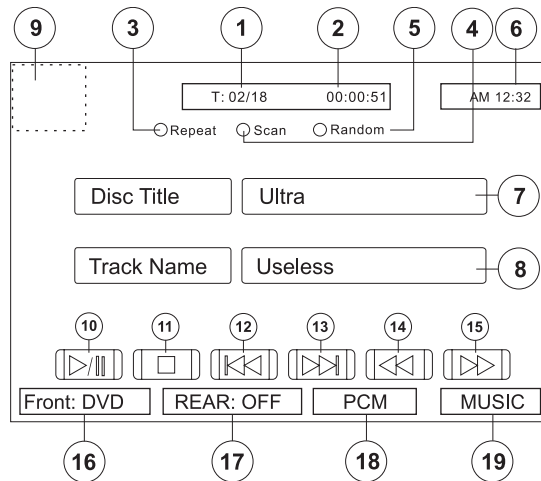 9 3 1 2 5 4 6
T: 02/18 00:00:51
AM 12:32
Repeat Scan Random
Disc Title Ultra 7
Track Name Useless 8
10 11 12 13 14 15
Front: DVD REAR: OFF PCM MUSIC
16 17 18 19